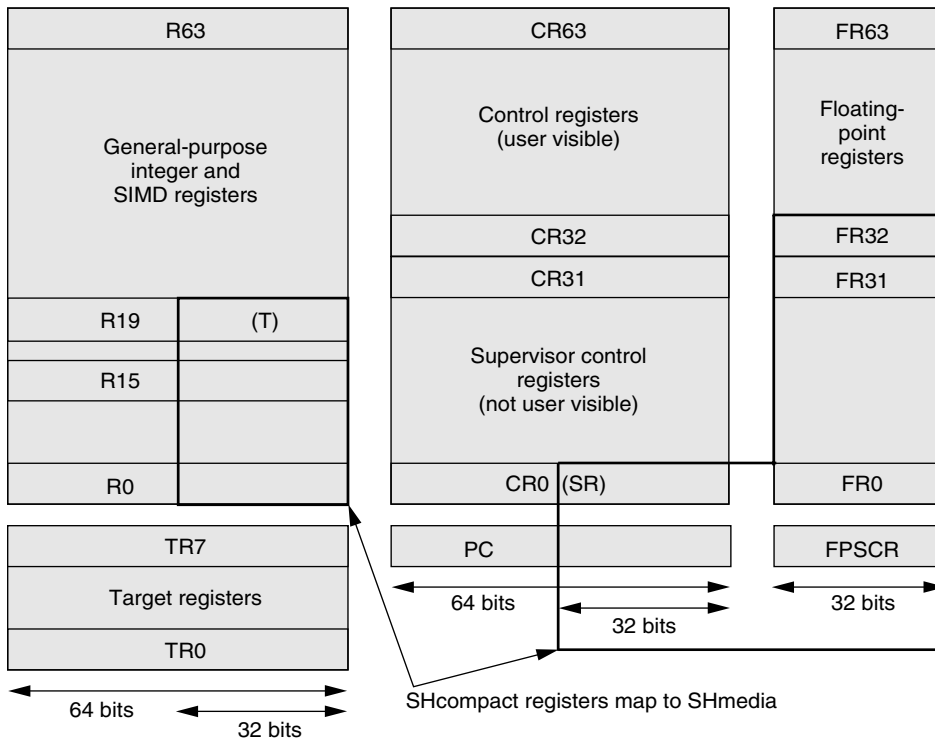 R63
General-purpose
integer and
SIMD registers
R19
(T)
R15
R0
TR7
Target registers
TR0
64 bits
32 bits
CR63
Control registers
(user visible)
CR32
CR31
Supervisor control
registers
(not user visible)
CR0 (SR)
PC
64 bits
32 bits
FR63
Floating-
point
registers
FR32
FR31
FR0
FPSCR
32 bits
SHcompact registers map to SHmedia